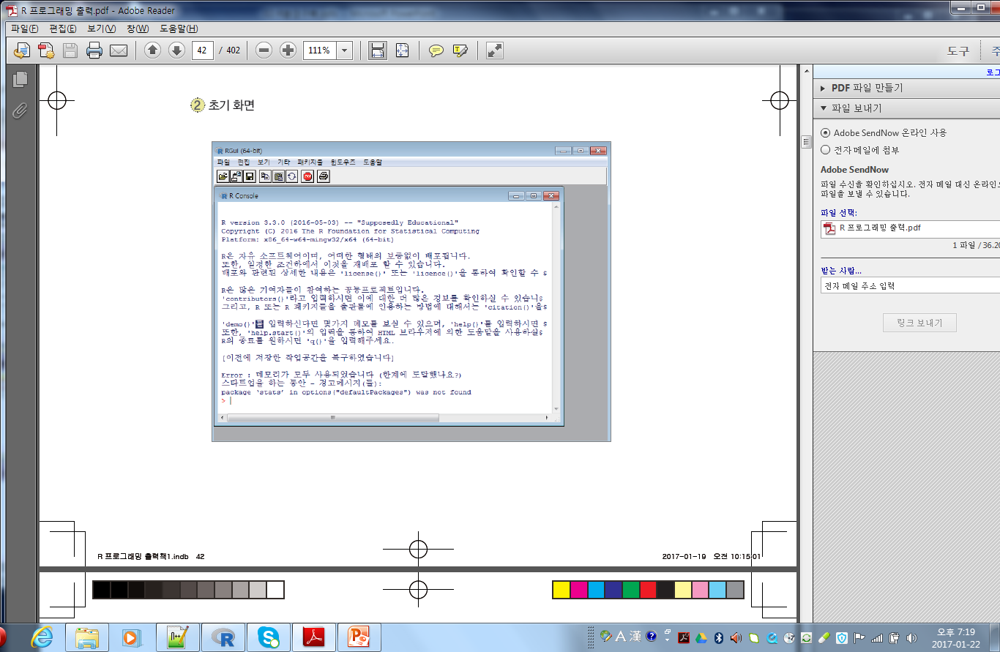 R 프로그래밍 출력.pdf - Adobe Reader
파일(F) 편집(E) 보기(V) 창(W) 도움말(H)
42 / 402 111% 도구
2 초기 화면
RGui (64-bit)
파일 편집 보기 기타 패키지들 윈도우즈 도움말
STOP
R Console
R version 3.3.0 (2016-05-03) -- "Supposedly Educational"
Copyright (C) 2016 The R Foundation for Statistical Computing
Platform: x86_64-w64-mingw32/x64 (64-bit)
R은 자유 소프트웨어이며, 어떠한 형태의 보증없이 배포됩니다.
또한, 일정한 조건하에서 이것을 재배포 할 수 있습니다.
배포와 관련된 상세한 내용은 'license()' 또는 'licence()'을 통하여 확인할 수 $
R은 많은 기여자들이 참여하는 공동프로젝트입니다.
'contributors()'라고 입력하시면 이에 대한 더 많은 정보를 확인하실 수 있습니$
그리고, R 또는 R 패키지들을 출판물에 인용하는 방법에 대해서는 'citation()'을$
'demo()'를 입력하신다면 몇가지 데모를 보실 수 있으며, 'help()'를 입력하시면 $
또한, 'help.start()'의 입력을 통하여 HTML 브라우저에 의한 도움말을 사용하실$
R의 종료를 원하시면 'q()'을 입력해주세요.
[이전에 저장한 작업공간을 복구하였습니다]
Error : 메모리가 모두 사용되었습니다 (한계에 도달했나요?)
스타트업을 하는 동안 - 경고메시지(들):
package 'stats' in options("defaultPackages") was not found
>
R 프로그래밍 출력책1.indb 42
2017-01-19 오전 10:15:01
로그
PDF 파일 만들기
파일 보내기
Adobe SendNow 온라인 사용
전자 메일에 첨부
Adobe SendNow
파일 수신을 확인하십시오. 전자 메일 대신 온라인으
파일을 보낼 수 있습니다.
파일 선택:
R 프로그래밍 출력.pdf
1 파일 / 36.20
받는 사람...
전자 메일 주소 입력
링크 보내기
A 漢
오후 7:19
2017-01-22